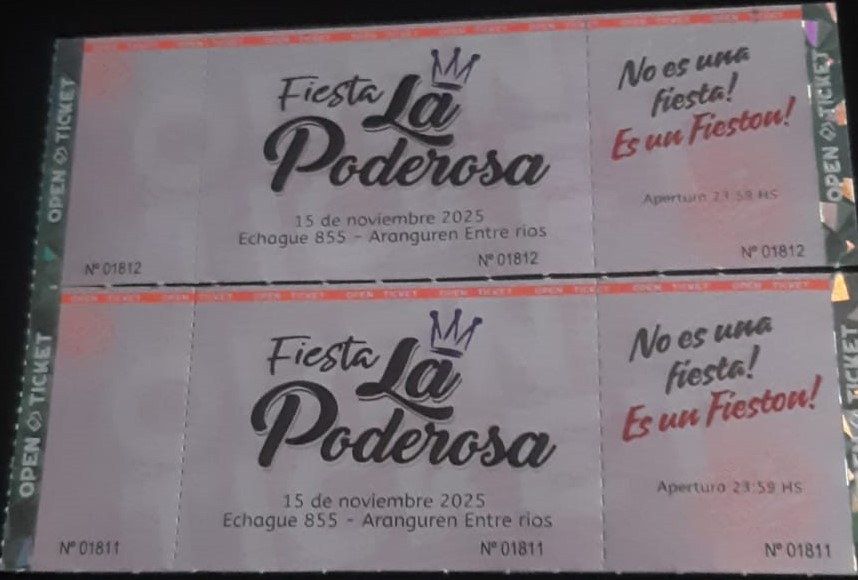 OPEN TICKET
Fiesta La
Poderosa
15 de noviembre 2025
Echague 855 - Aranguren Entre rios
No es una
fiesta!
Es un Fieston!
Apertura 23:59 HS
Nº 01812
Nº 01812
Nº 01812
OPEN TICKET
OPEN TICKET
Fiesta La
Poderosa
15 de noviembre 2025
Echague 855 - Aranguren Entre rios
No es una
fiesta!
Es un Fieston!
Apertura 23:59 HS
Nº 01811
Nº 01811
Nº 01811
OPEN TICKET